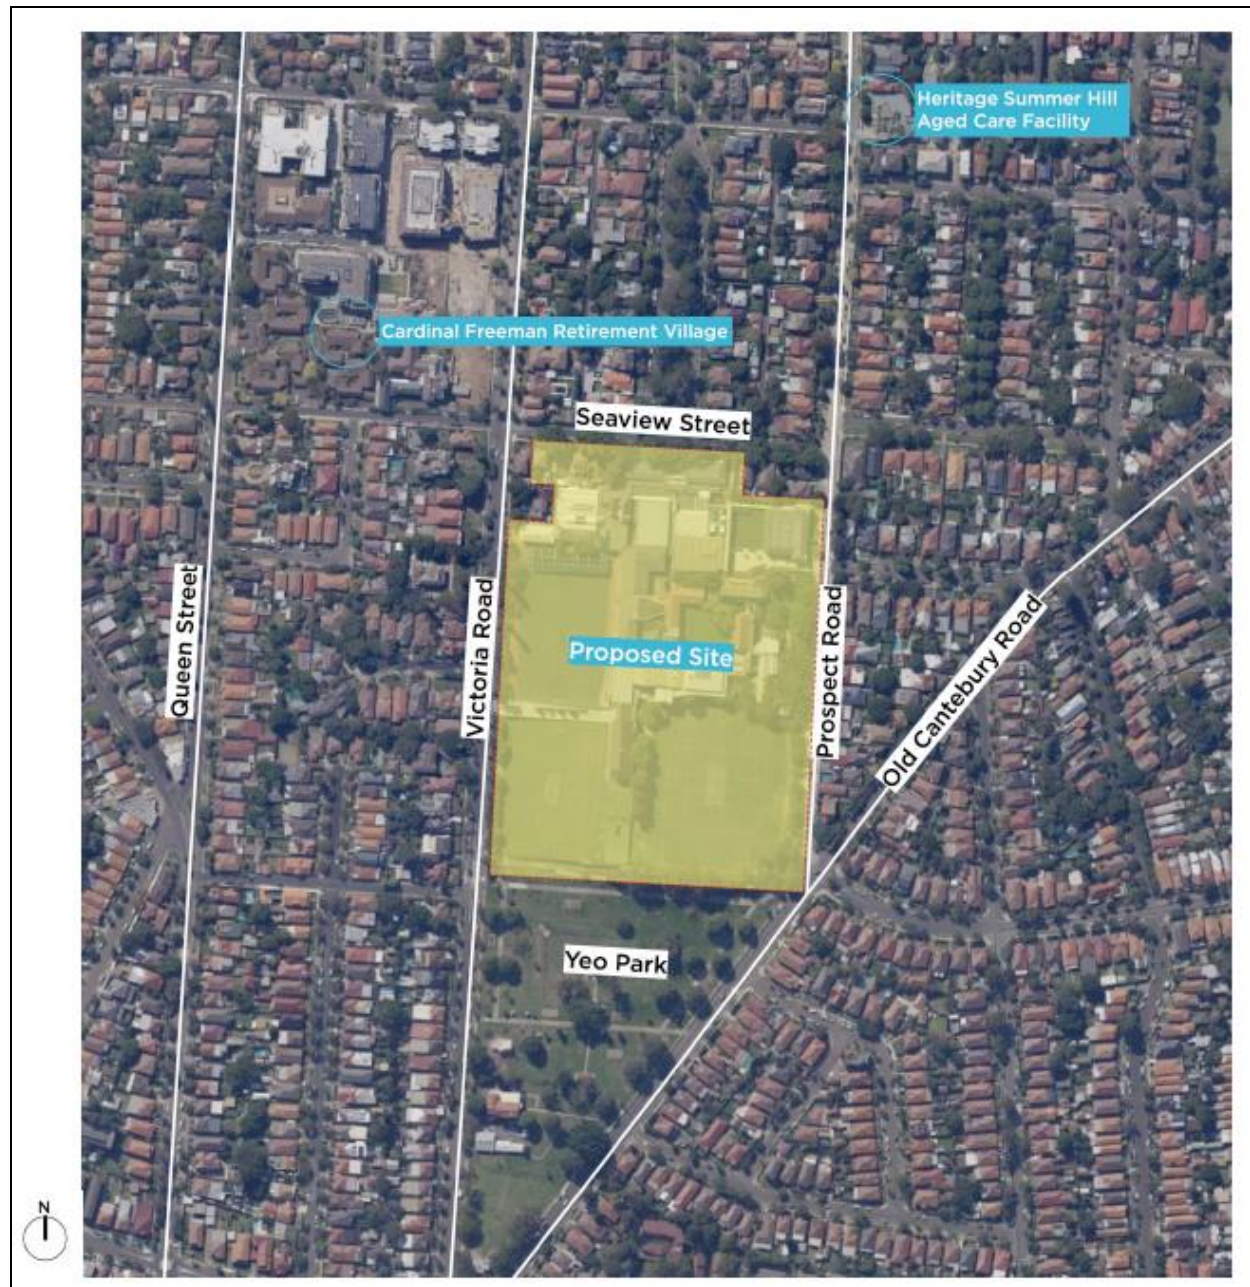 Heritage Summer Hill
Aged Care Facility
Cardinal Freeman Retirement Village
Seaview Street
Queen Street
Victoria Road
Proposed Site
Prospect Road
Old Cantebury Road
Yeo Park
N